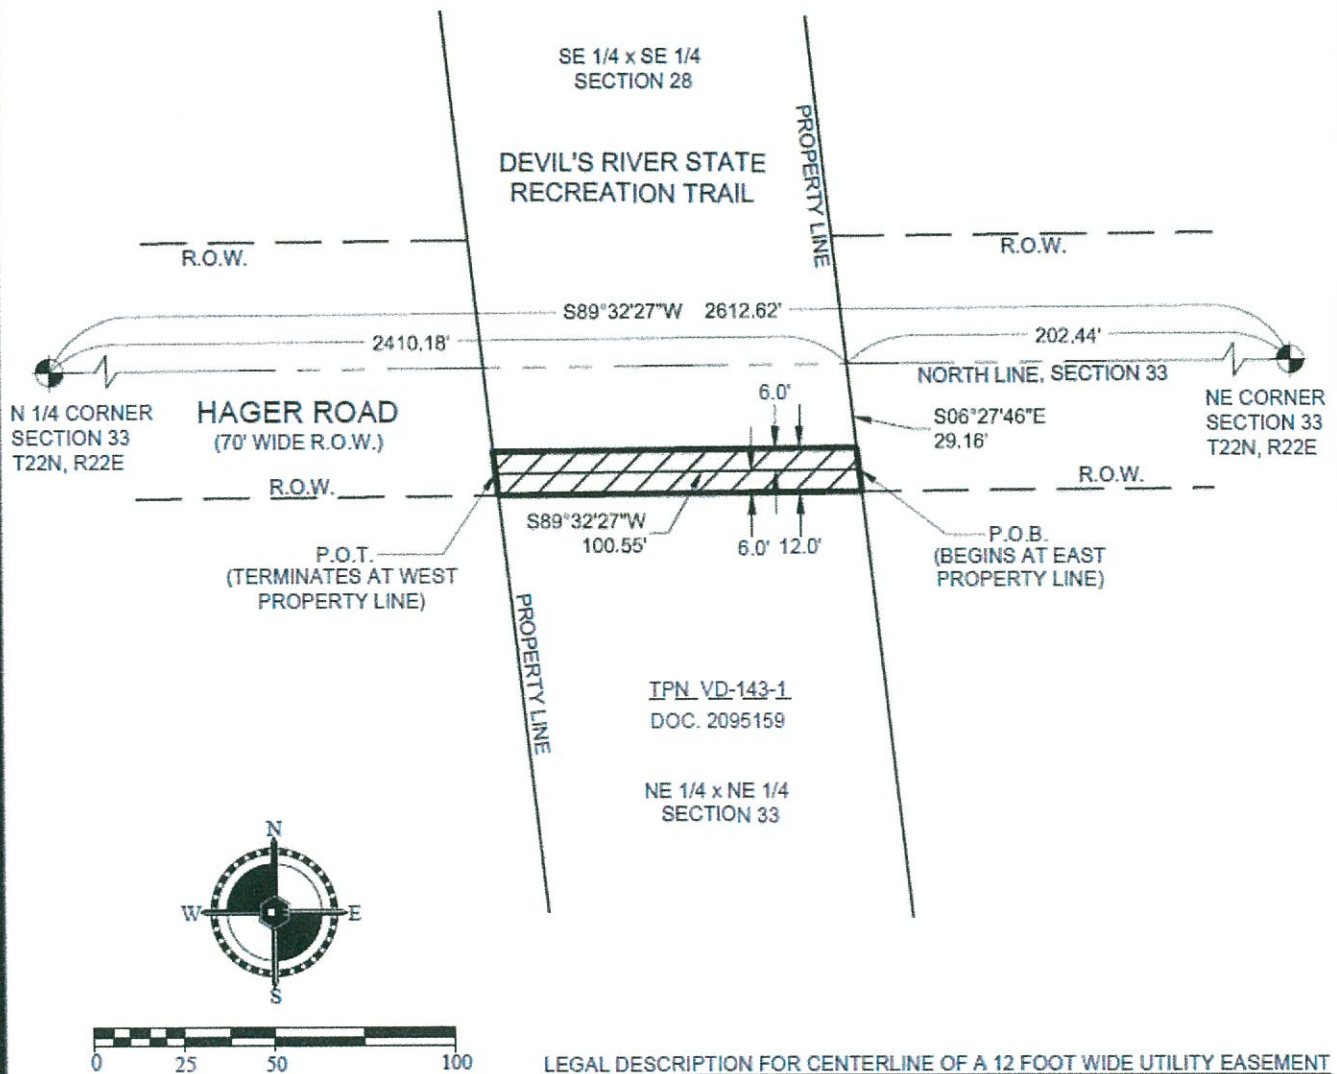 SE 1/4 x SE 1/4
SECTION 28
DEVIL'S RIVER STATE
RECREATION TRAIL
PROPERTY LINE
R.O.W.
R.O.W.
S89°32'27"W 2612.62'
2410.18'
202.44'
NORTH LINE, SECTION 33
N 1/4 CORNER
SECTION 33
T22N, R22E
HAGER ROAD
(70' WIDE R.O.W.)
6.0'
S06°27'46"E
29.16'
NE CORNER
SECTION 33
T22N, R22E
R.O.W.
R.O.W.
S89°32'27"W
100.55'
6.0' 12.0'
P.O.T.
(TERMINATES AT WEST
PROPERTY LINE)
P.O.B.
(BEGINS AT EAST
PROPERTY LINE)
PROPERTY LINE
TPN VD-143-1
DOC. 2095159
NE 1/4 x NE 1/4
SECTION 33
N
W
E
S
0 25 50 100
LEGAL DESCRIPTION FOR CENTERLINE OF A 12 FOOT WIDE UTILITY EASEMENT